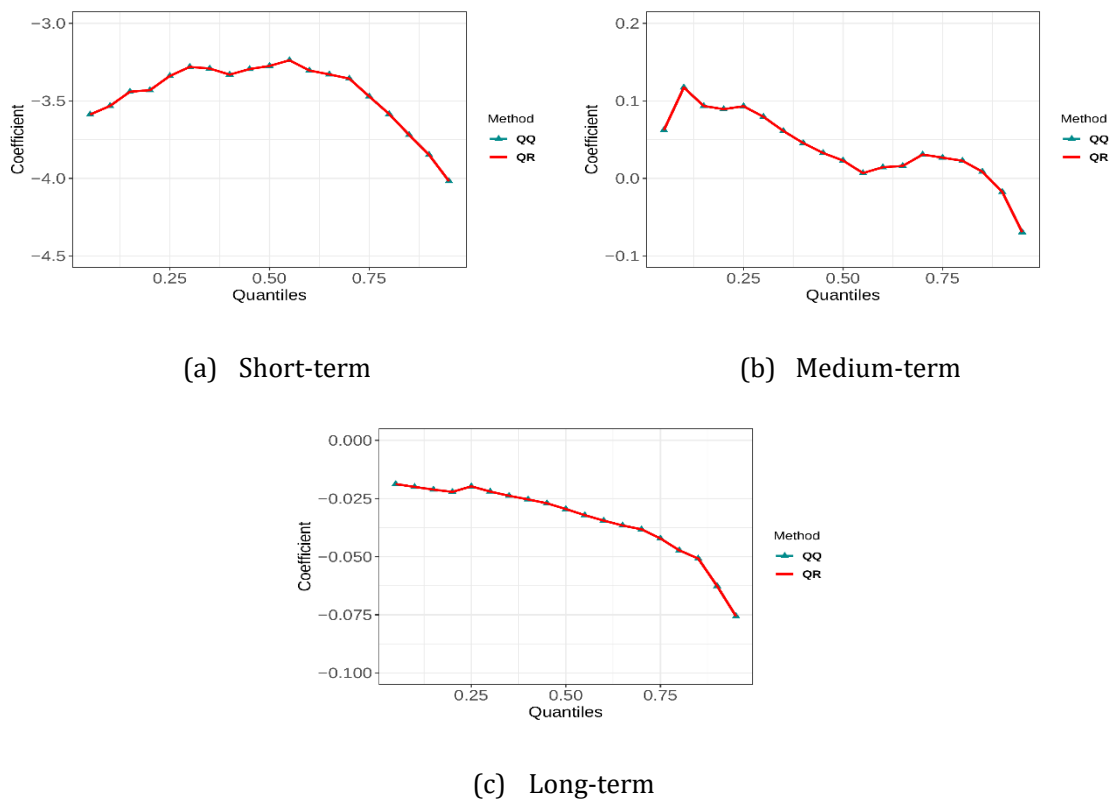 −3.0
−3.5
−4.0
−4.5
Coefficient
0.25 0.50 0.75
Quantiles
Method
QQ
QR
(a) Short-term
0.2
0.1
0.0
−0.1
Coefficient
0.25 0.50 0.75
Quantiles
Method
QQ
QR
(b) Medium-term
0.000
−0.025
−0.050
−0.075
−0.100
Coefficient
0.25 0.50 0.75
Quantiles
Method
QQ
QR
(c) Long-term